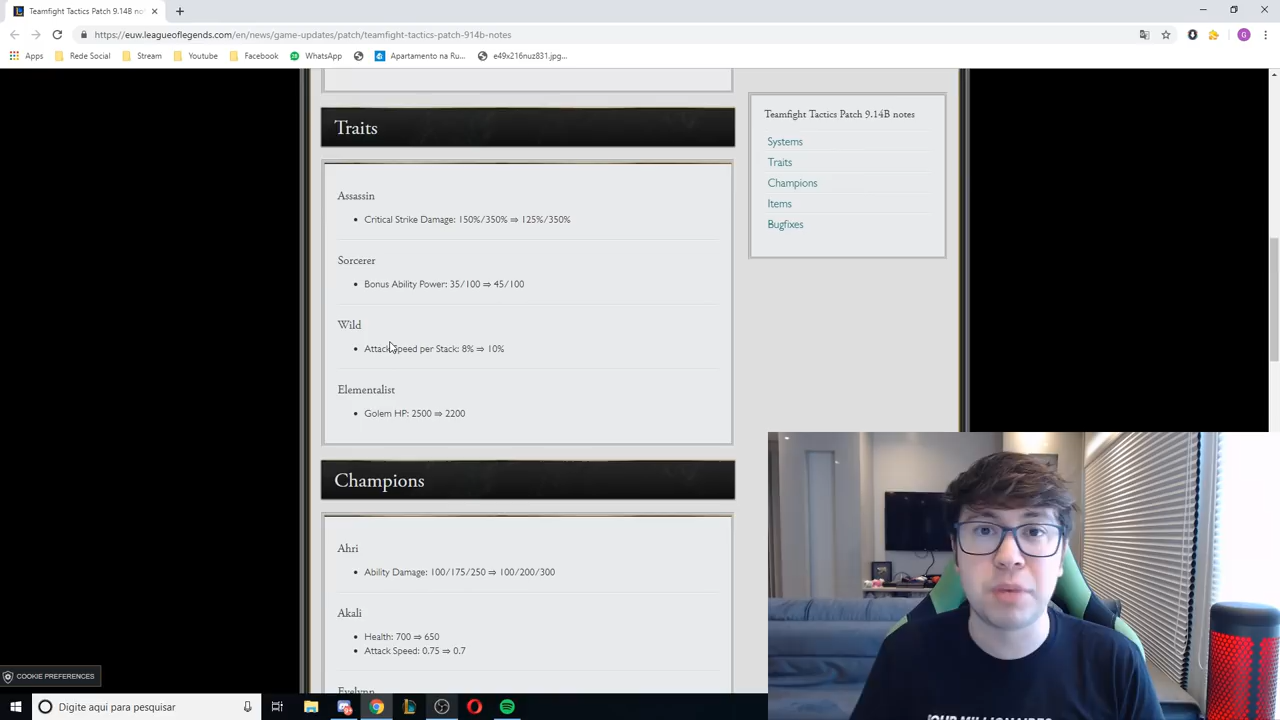 Teamfight Tactics Patch 9.14B no
https://euw.leagueoflegends.com/en/news/game-updates/patch/teamfight-tactics-patch-914b-notes
G
Apps
Rede Social
Stream
Youtube
Facebook
WhatsApp
Apartamento na Ru...
e49x216nuz831.jpg...
Traits
Assassin
• Critical Strike Damage: 150%/350% ⇒ 125%/350%
Sorcerer
• Bonus Ability Power: 35/100 ⇒ 45/100
Wild
• Attack Speed per Stack: 8% ⇒ 10%
Elementalist
• Golem HP: 2500 ⇒ 2200
Champions
Ahri
• Ability Damage: 100/175/250 ⇒ 100/200/300
Akali
• Health: 700 ⇒ 650
• Attack Speed: 0.75 ⇒ 0.7
Evelynn
Teamfight Tactics Patch 9.14B notes
Systems
Traits
Champions
Items
Bugfixes
COOKIE PREFERENCES
Digite aqui para pesquisar